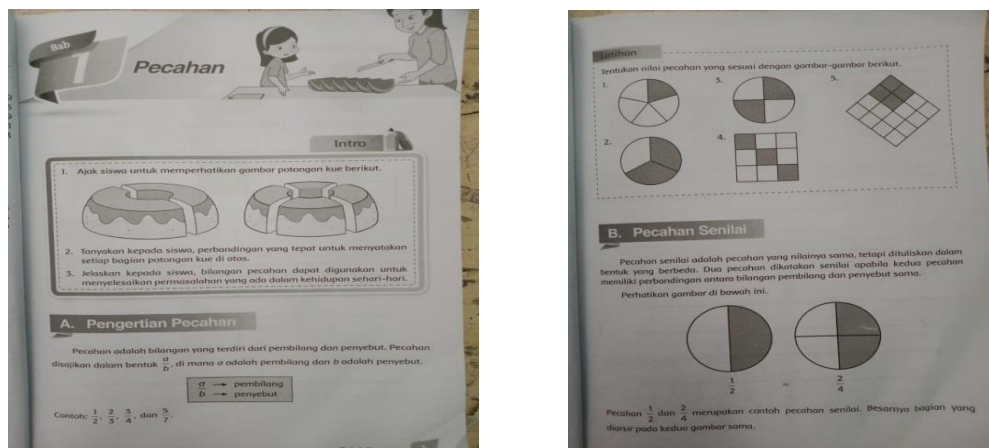 Bab
1
Pecahan
Intro
1. Ajak siswa untuk memperhatikan gambar potongan kue berikut.
2. Tanyakan kepada siswa, perbandingan yang tepat untuk menyatakan
setiap bagian potongan kue di atas.
3. Jelaskan kepada siswa, bilangan pecahan dapat digunakan untuk
menyelesaikan permasalahan yang ada dalam kehidupan sehari-hari.
A. Pengertian Pecahan
Pecahan adalah bilangan yang terdiri dari pembilang dan penyebut. Pecahan
disajikan dalam bentuk a/b, di mana a adalah pembilang dan b adalah penyebut.
a → pembilang
b → penyebut
Contoh: 1/2, 2/3, 3/4, dan 5/7.
Latihan
Tentukan nilai pecahan yang sesuai dengan gambar-gambar berikut.
1.
3.
5.
2.
4.
B. Pecahan Senilai
Pecahan senilai adalah pecahan yang nilainya sama, tetapi dituliskan dalam
bentuk yang berbeda. Dua pecahan dikatakan senilai apabila kedua pecahan
memiliki perbandingan antara bilangan pembilang dan penyebut sama.
Perhatikan gambar di bawah ini.
1/2 = 2/4
Pecahan 1/2 dan 2/4 merupakan contoh pecahan senilai. Besarnya bagian yang
diarsir pada kedua gambar sama.